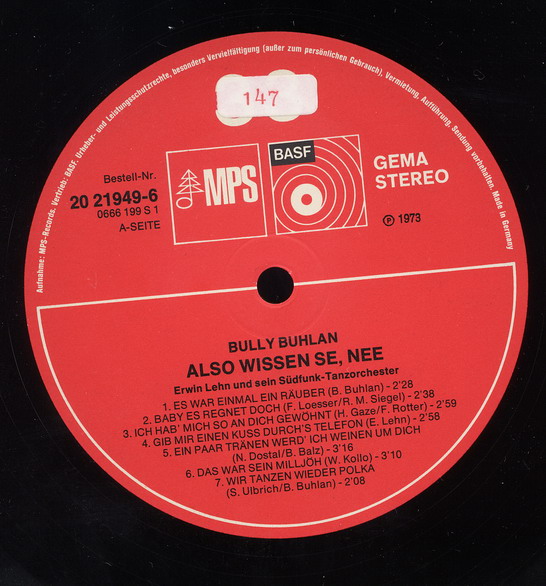 Aufnahme: MPS-Records. Vertrieb: BASF. Urheber- und Leistungsschutzrechte, besonders Vervielfältigung (außer zum persönlichen Gebrauch), Vermietung, Aufführung, Sendung vorbehalten. Made in Germany
147
Bestell-Nr.
20 21949-6
0666 199 S 1
A-SEITE
MPS
BASF
GEMA
STEREO
Ⓟ 1973
BULLY BUHLAN
ALSO WISSEN SE, NEE
Erwin Lehn und sein Südfunk-Tanzorchester
1. ES WAR EINMAL EIN RÄUBER (B. Buhlan) - 2'28
2. BABY ES REGNET DOCH (F. Loesser/R. M. Siegel) - 2'38
3. ICH HAB' MICH SO AN DICH GEWÖHNT (H. Gaze/F. Rotter) - 2'59
4. GIB MIR EINEN KUSS DURCH'S TELEFON (E. Lehn) - 2'58
5. EIN PAAR TRÄNEN WERD' ICH WEINEN UM DICH
(N. Dostal/B. Balz) - 3'16
6. DAS WAR SEIN MILLJÖH (W. Kollo) - 3'10
7. WIR TANZEN WIEDER POLKA
(S. Ulbrich/B. Buhlan) - 2'08